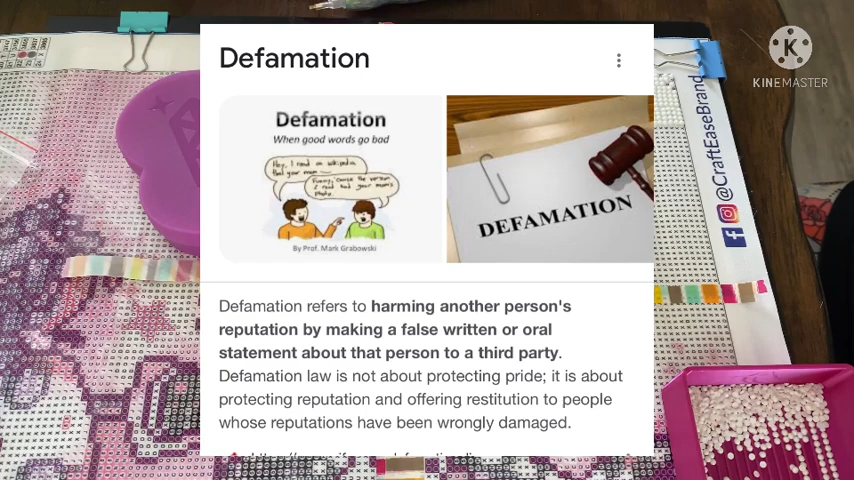 Defamation
Defamation
When good words go bad
By Prof. Mark Grabowski
DEFAMATION
Defamation refers to harming another person's
reputation by making a false written or oral
statement about that person to a third party.
Defamation law is not about protecting pride; it is about
protecting reputation and offering restitution to people
whose reputations have been wrongly damaged.
K
KINEMASTER
@CraftEaseBrand